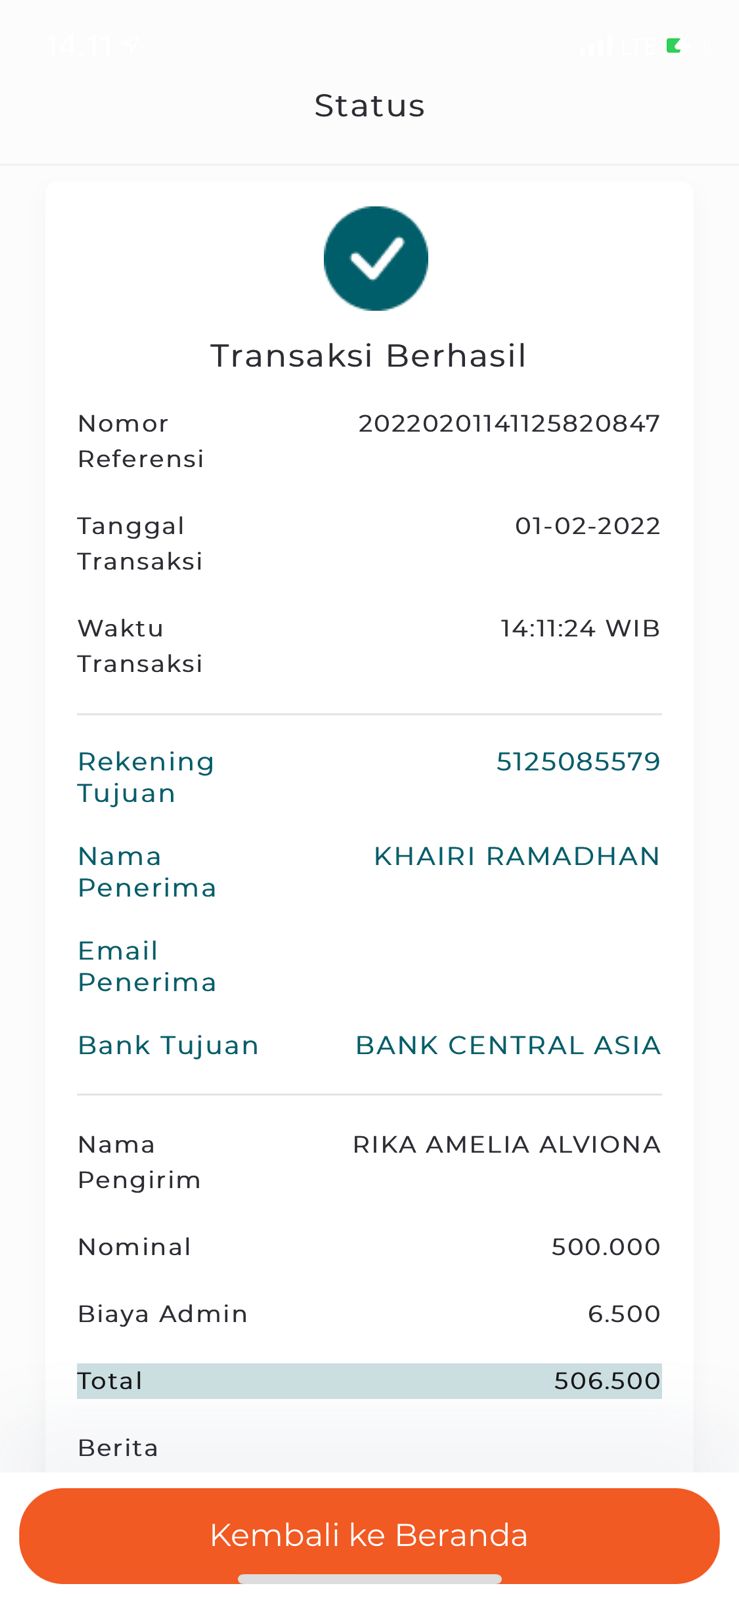 14.11
LTE
Status
Transaksi Berhasil
Nomor Referensi 20220201141125820847
Tanggal Transaksi 01-02-2022
Waktu Transaksi 14:11:24 WIB
Rekening Tujuan 5125085579
Nama Penerima KHAIRI RAMADHAN
Email Penerima
Bank Tujuan BANK CENTRAL ASIA
Nama Pengirim RIKA AMELIA ALVIONA
Nominal 500.000
Biaya Admin 6.500
Total 506.500
Berita
Kembali ke Beranda